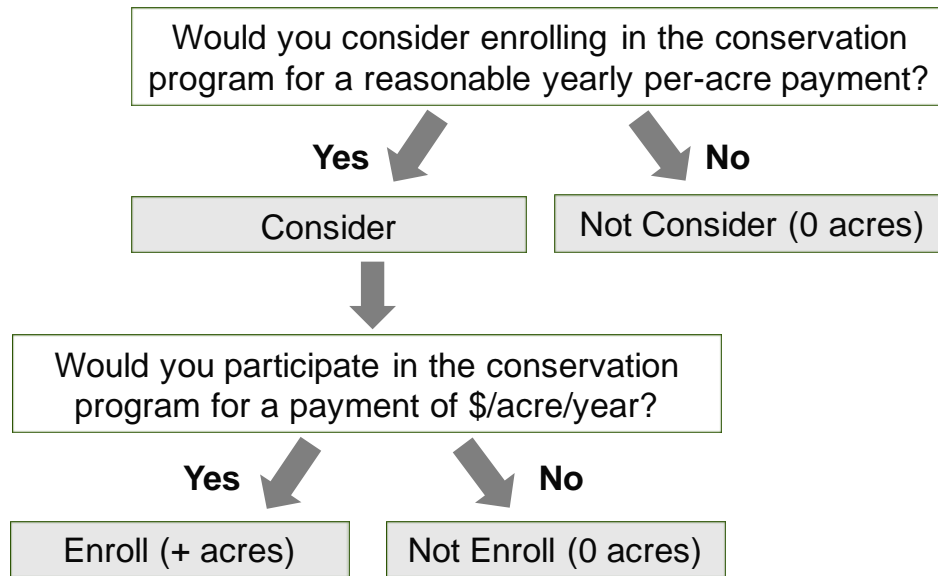 Would you consider enrolling in the conservation
program for a reasonable yearly per-acre payment?
Yes
No
Consider
Not Consider (0 acres)
Would you participate in the conservation
program for a payment of $/acre/year?
Yes
No
Enroll (+ acres)
Not Enroll (0 acres)